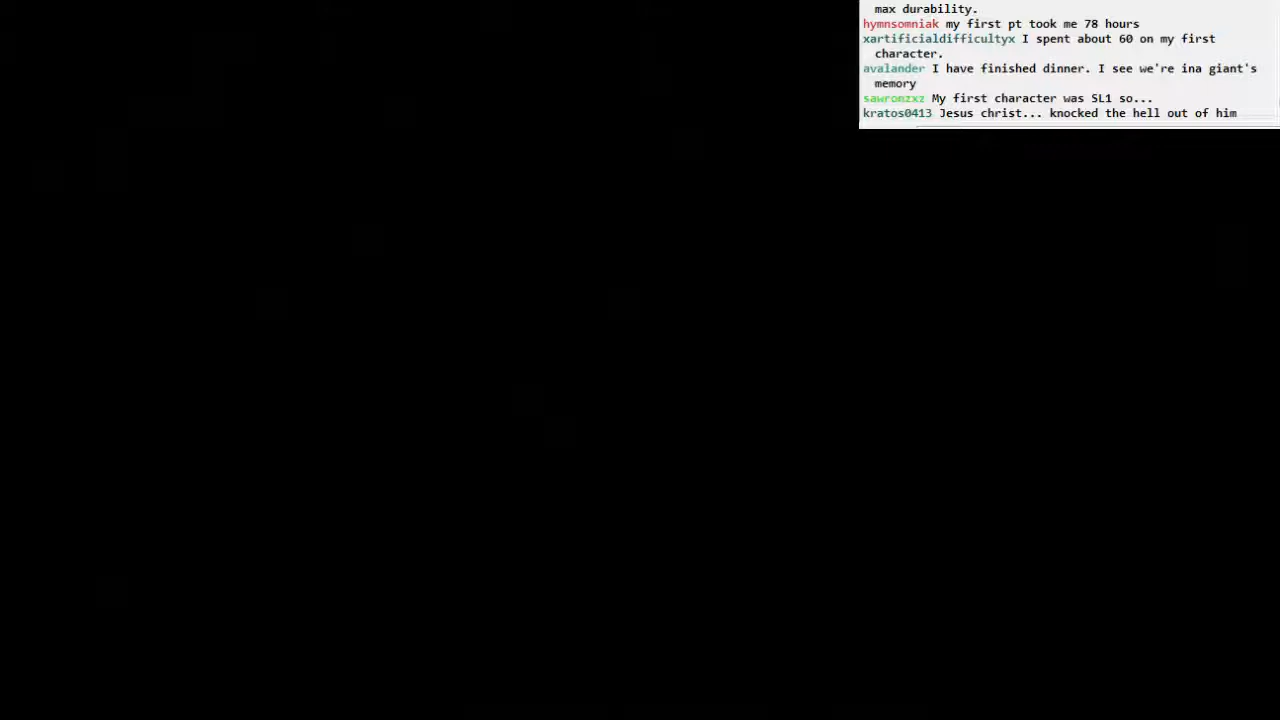 max durability.
hymnsomniak my first pt took me 78 hours
xartificialdifficultyx I spent about 60 on my first
character.
avalander I have finished dinner. I see we're ina giant's
memory
sawromzxz My first character was SL1 so...
kratos0413 Jesus christ... knocked the hell out of him